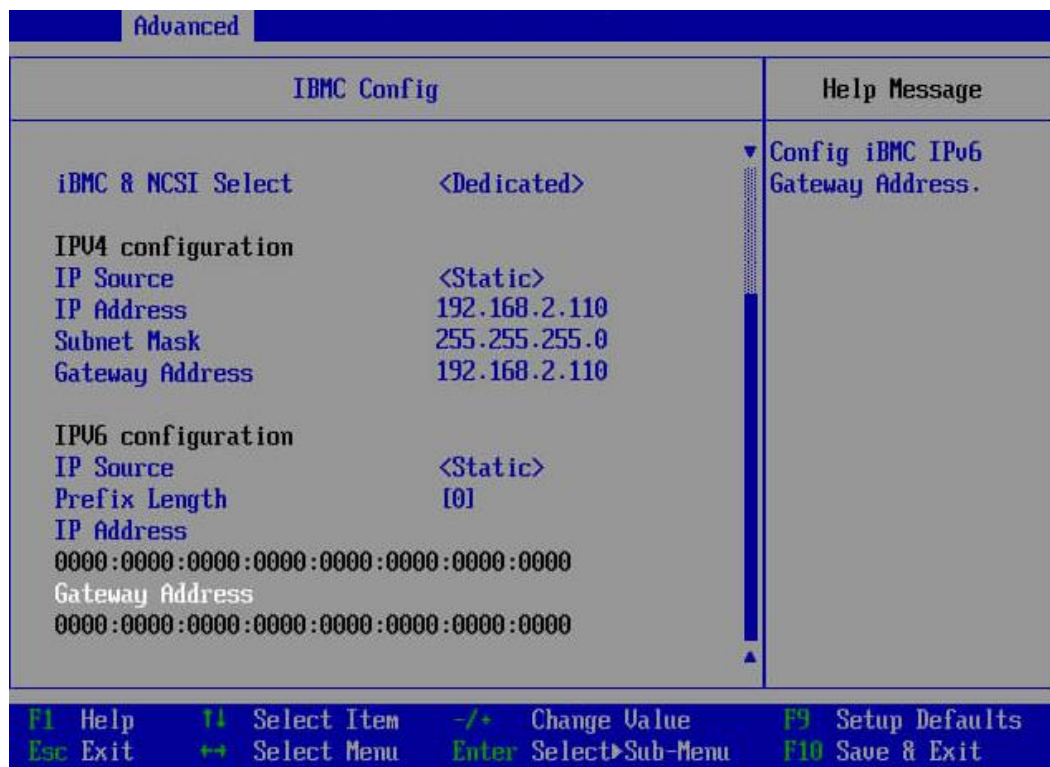 Advanced
IBMC Config
Help Message
iBMC & NCSI Select <Dedicated>
Config iBMC IPv6
Gateway Address.
IPV4 configuration
IP Source <Static>
IP Address 192.168.2.110
Subnet Mask 255.255.255.0
Gateway Address 192.168.2.110
IPV6 configuration
IP Source <Static>
Prefix Length [0]
IP Address
0000:0000:0000:0000:0000:0000:0000:0000
Gateway Address
0000:0000:0000:0000:0000:0000:0000:0000
F1 Help ↑↓ Select Item -/+ Change Value F9 Setup Defaults
Esc Exit ↔ Select Menu Enter Select▶Sub-Menu F10 Save & Exit